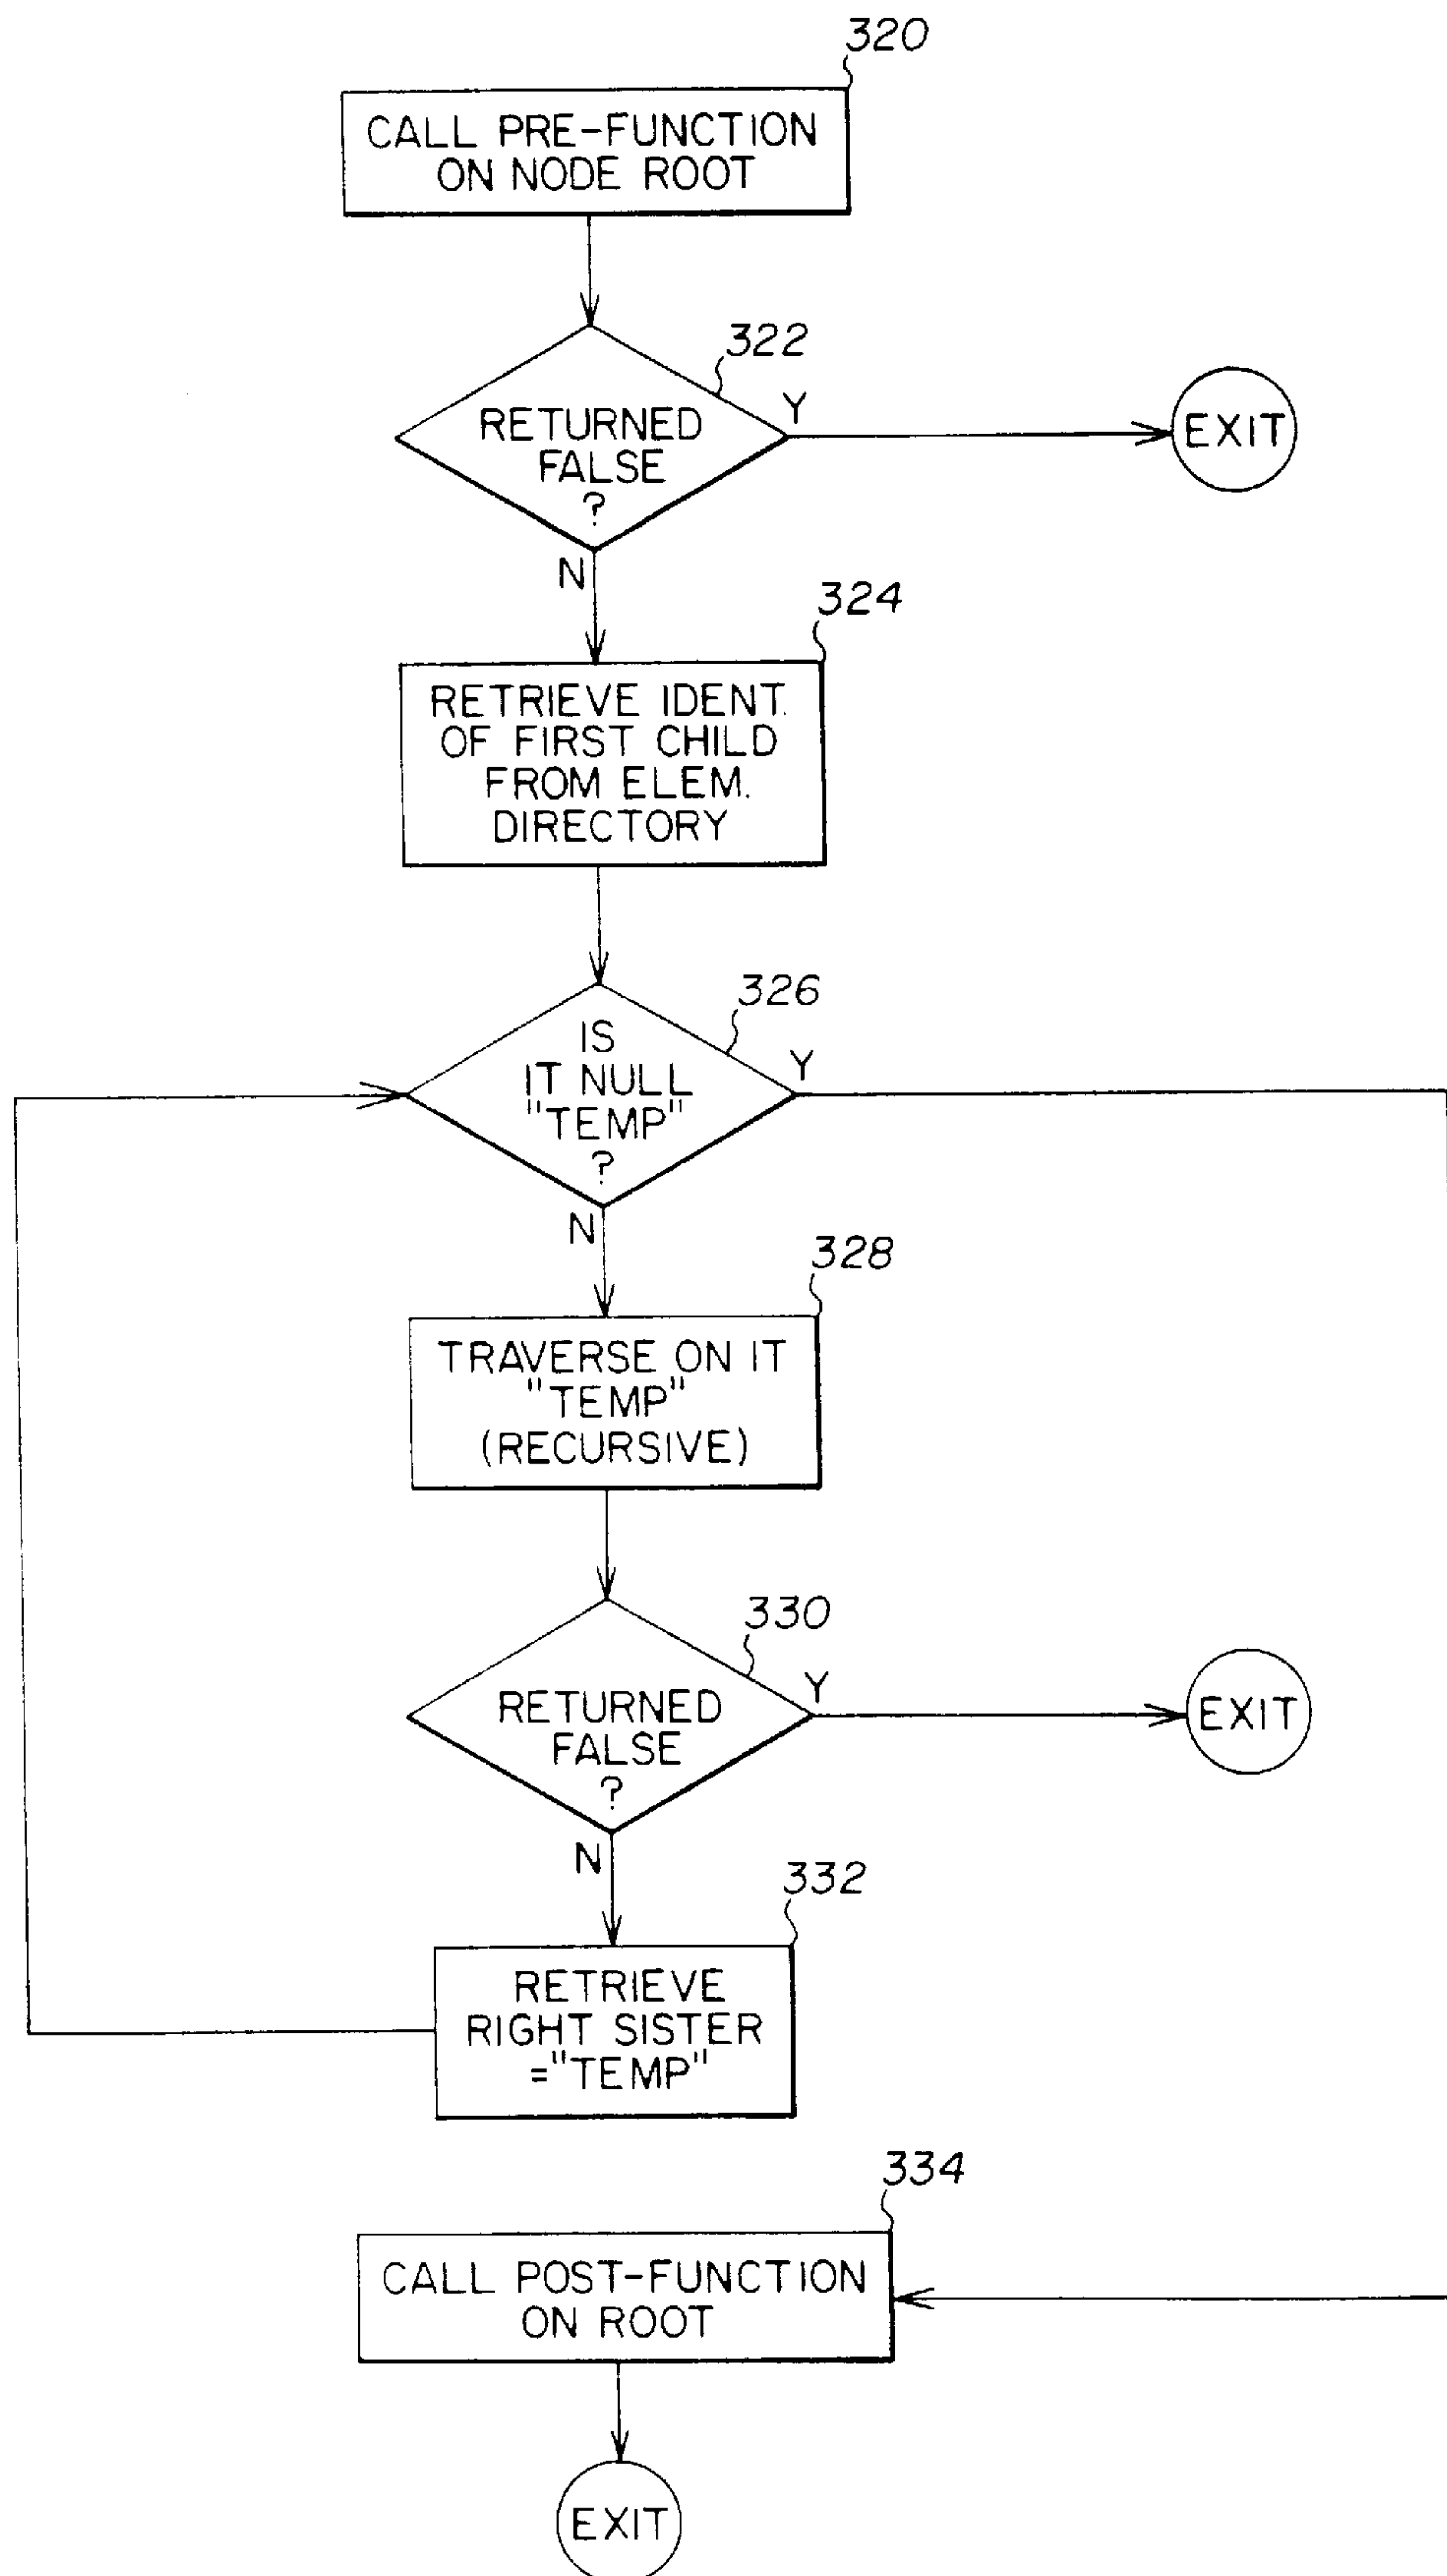 320
CALL PRE-FUNCTION
ON NODE ROOT
322
RETURNED
FALSE
?
Y
EXIT
N
324
RETRIEVE IDENT.
OF FIRST CHILD
FROM ELEM.
DIRECTORY
326
IS
IT NULL
"TEMP"
?
Y
N
328
TRAVERSE ON IT
"TEMP"
(RECURSIVE)
330
RETURNED
FALSE
?
Y
EXIT
N
332
RETRIEVE
RIGHT SISTER
="TEMP"
334
CALL POST-FUNCTION
ON ROOT
EXIT